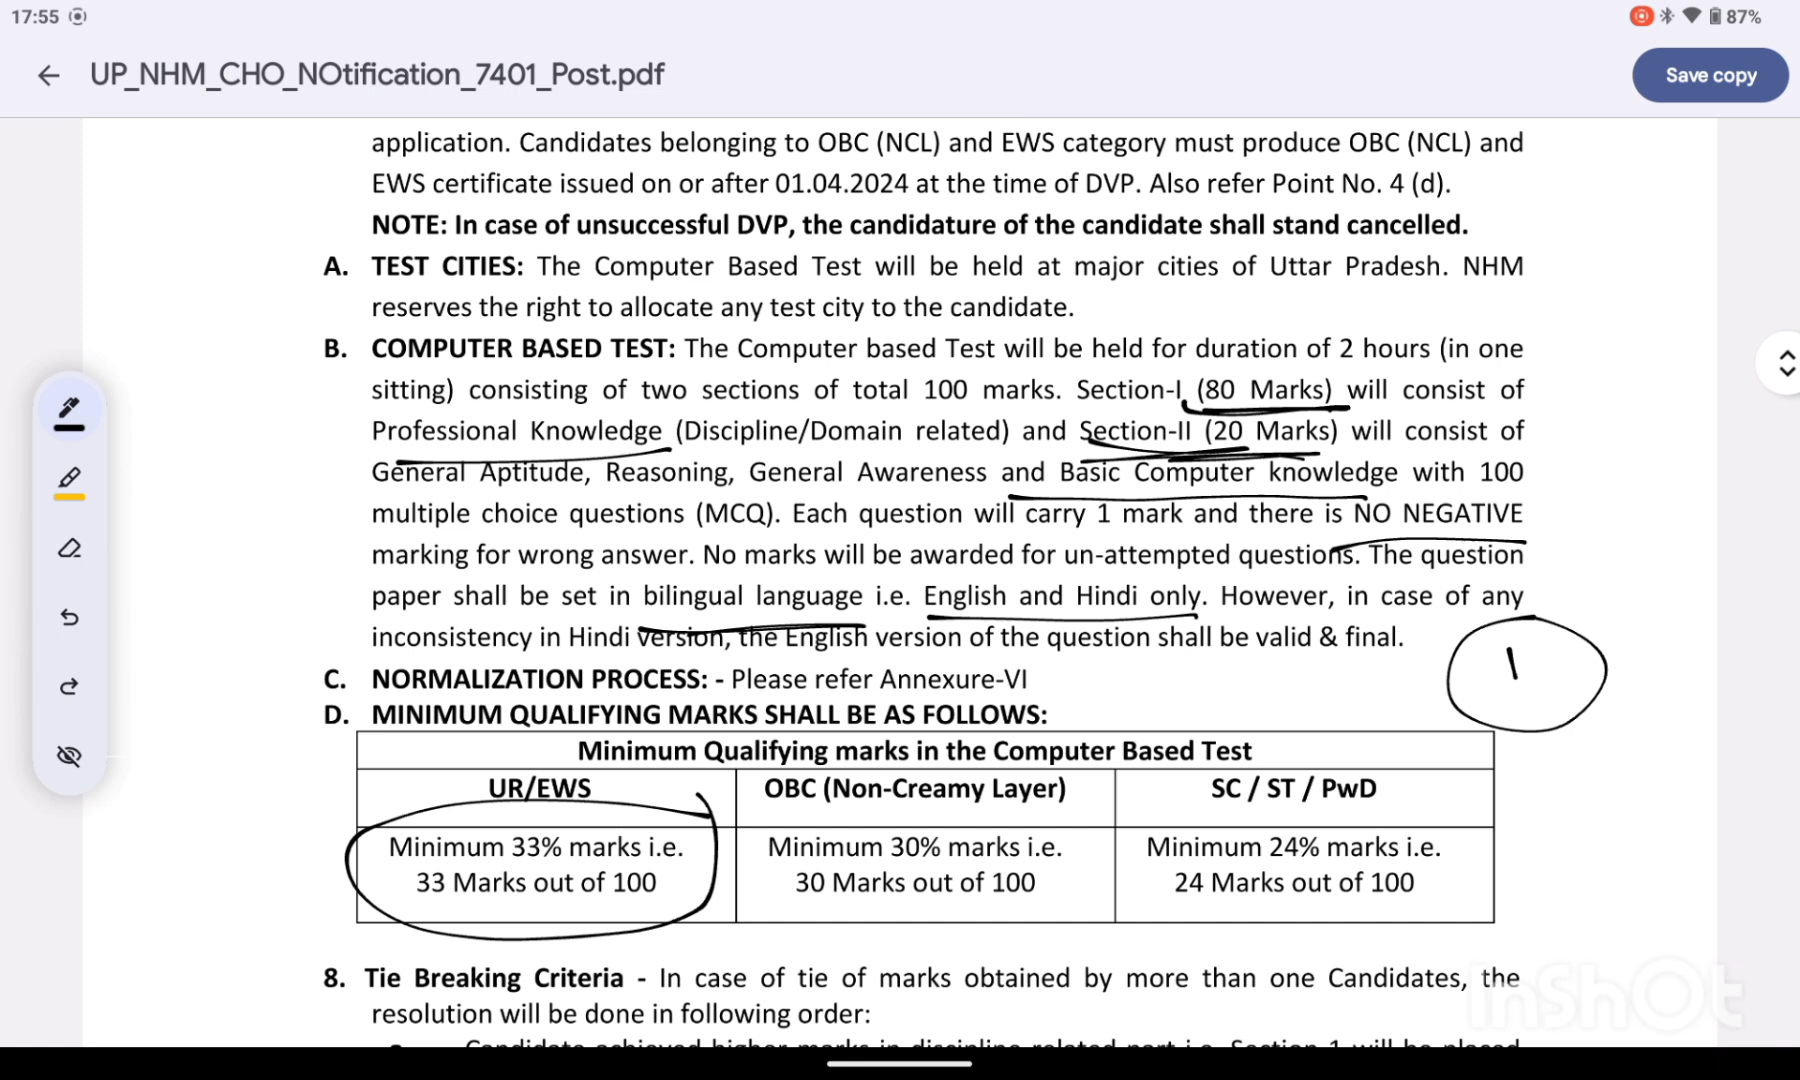 17:55
87%
UP_NHM_CHO_NOtification_7401_Post.pdf
Save copy
application. Candidates belonging to OBC (NCL) and EWS category must produce OBC (NCL) and
EWS certificate issued on or after 01.04.2024 at the time of DVP. Also refer Point No. 4 (d).
NOTE: In case of unsuccessful DVP, the candidature of the candidate shall stand cancelled.
A. TEST CITIES: The Computer Based Test will be held at major cities of Uttar Pradesh. NHM
reserves the right to allocate any test city to the candidate.
B. COMPUTER BASED TEST: The Computer based Test will be held for duration of 2 hours (in one
sitting) consisting of two sections of total 100 marks. Section-I (80 Marks) will consist of
Professional Knowledge (Discipline/Domain related) and Section-II (20 Marks) will consist of
General Aptitude, Reasoning, General Awareness and Basic Computer knowledge with 100
multiple choice questions (MCQ). Each question will carry 1 mark and there is NO NEGATIVE
marking for wrong answer. No marks will be awarded for un-attempted questions. The question
paper shall be set in bilingual language i.e. English and Hindi only. However, in case of any
inconsistency in Hindi version, the English version of the question shall be valid & final.
1
C. NORMALIZATION PROCESS: - Please refer Annexure-VI
D. MINIMUM QUALIFYING MARKS SHALL BE AS FOLLOWS:
Minimum Qualifying marks in the Computer Based Test
UR/EWS OBC (Non-Creamy Layer) SC / ST / PwD
Minimum 33% marks i.e. Minimum 30% marks i.e. Minimum 24% marks i.e.
33 Marks out of 100 30 Marks out of 100 24 Marks out of 100
8. Tie Breaking Criteria - In case of tie of marks obtained by more than one Candidates, the
resolution will be done in following order:
Candidate achieved higher marks in discipline related part i.e. Section 1 will be placed
InShOt